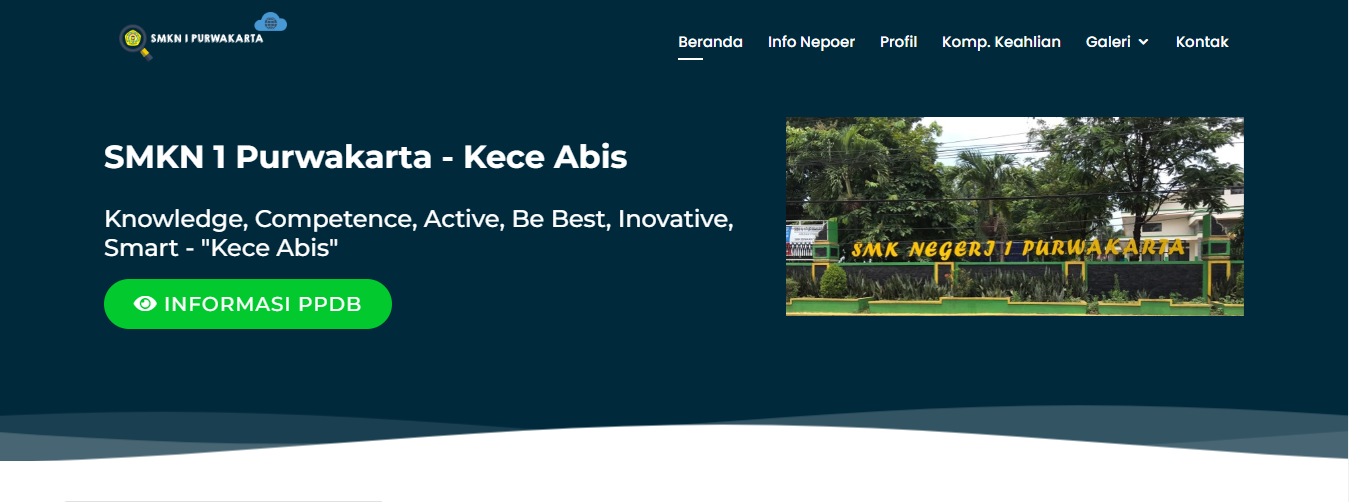 SMKN 1 PURWAKARTA
Beranda Info Nepoer Profil Komp. Keahlian Galeri Kontak
SMKN 1 Purwakarta - Kece Abis
Knowledge, Competence, Active, Be Best, Inovative,
Smart - "Kece Abis"
INFORMASI PPDB
SMK NEGERI 1 PURWAKARTA